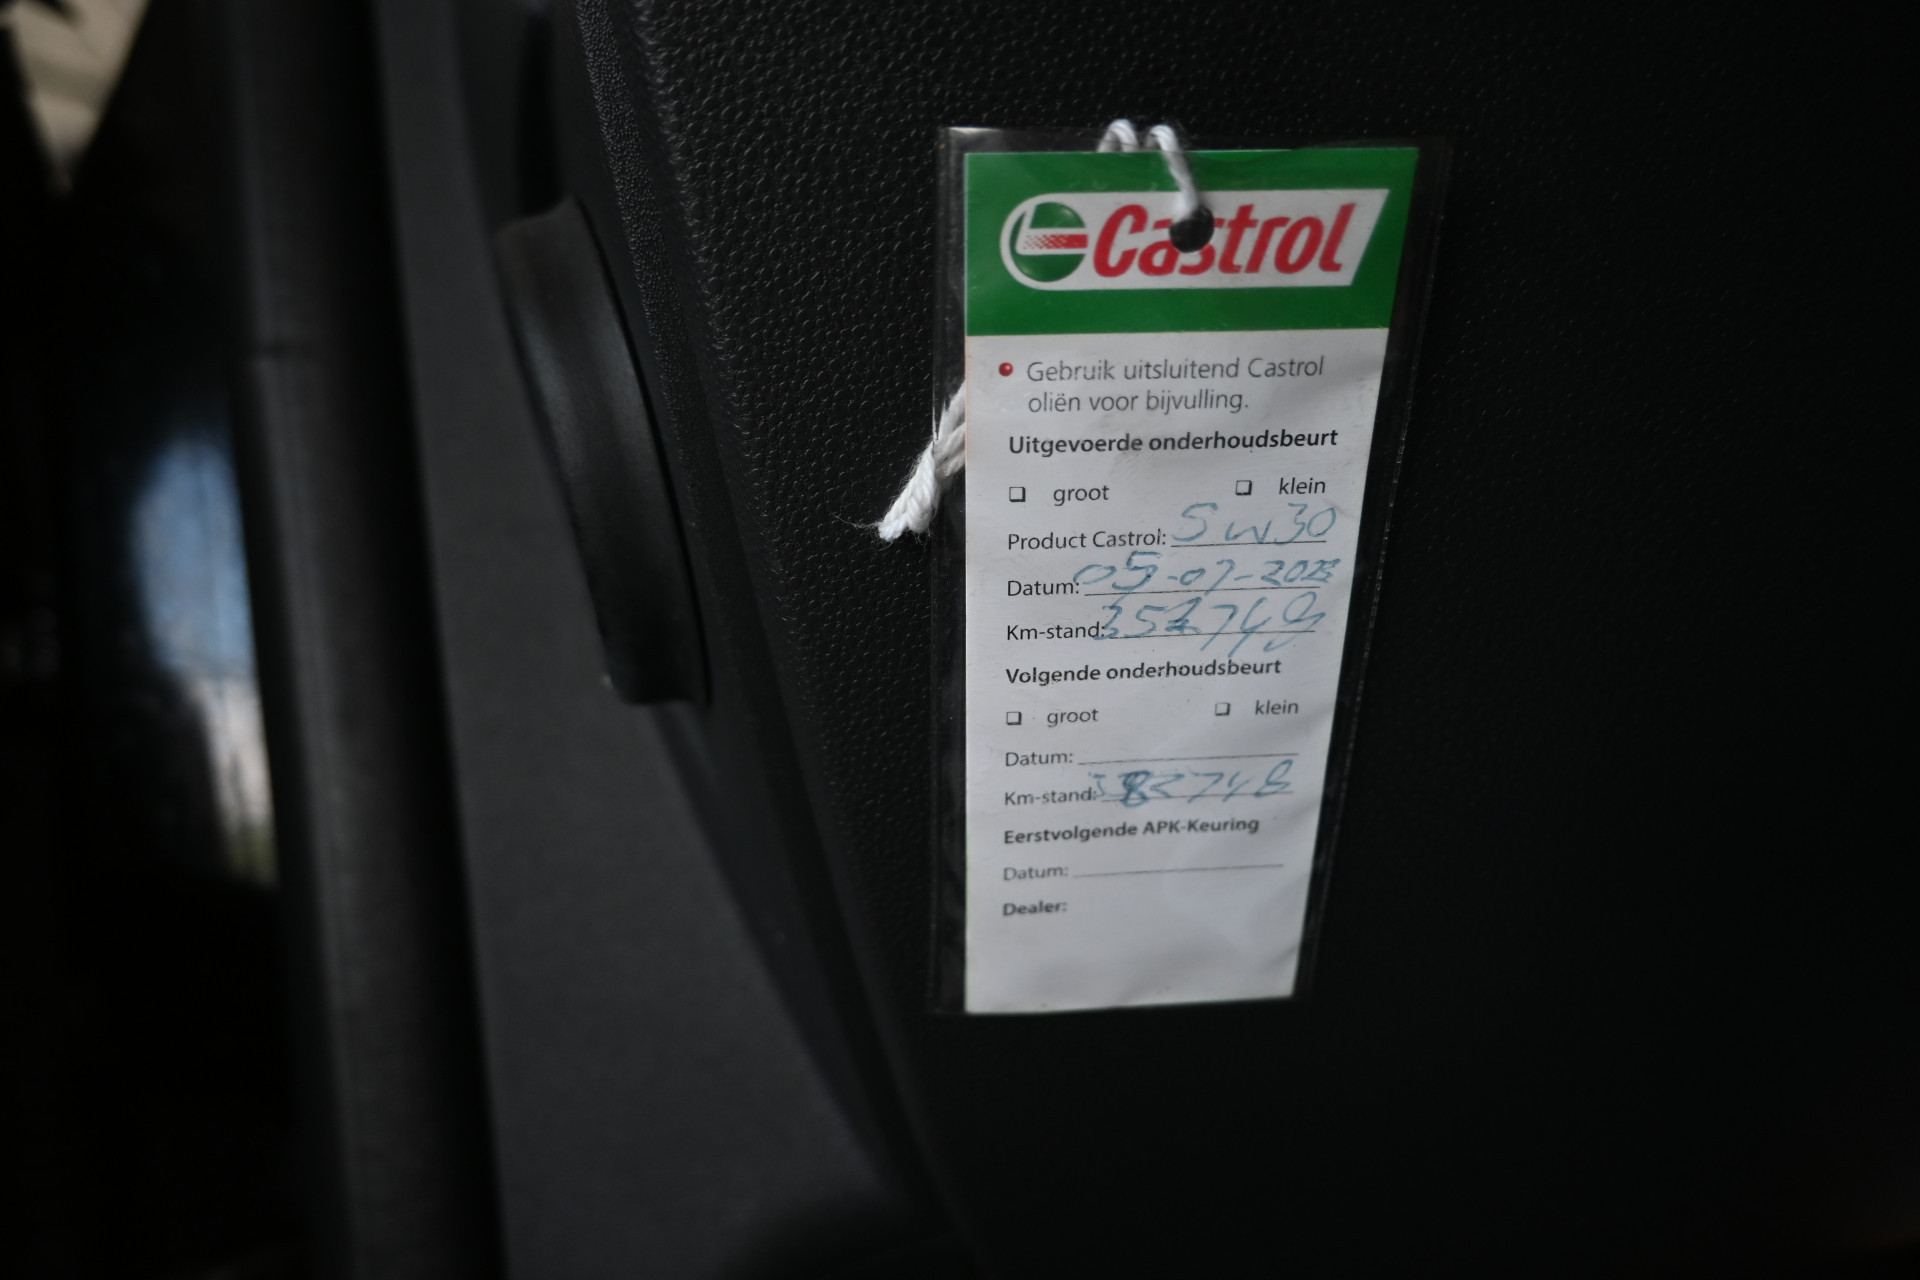 Castrol
Gebruik uitsluitend Castrol
oliën voor bijvulling.
Uitgevoerde onderhoudsbeurt
groot klein
Product Castrol: 5W30
Datum:
Km-stand:
Volgende onderhoudsbeurt
groot klein
Datum:
Km-stand:
Eerstvolgende APK-Keuring
Datum:
Dealer: